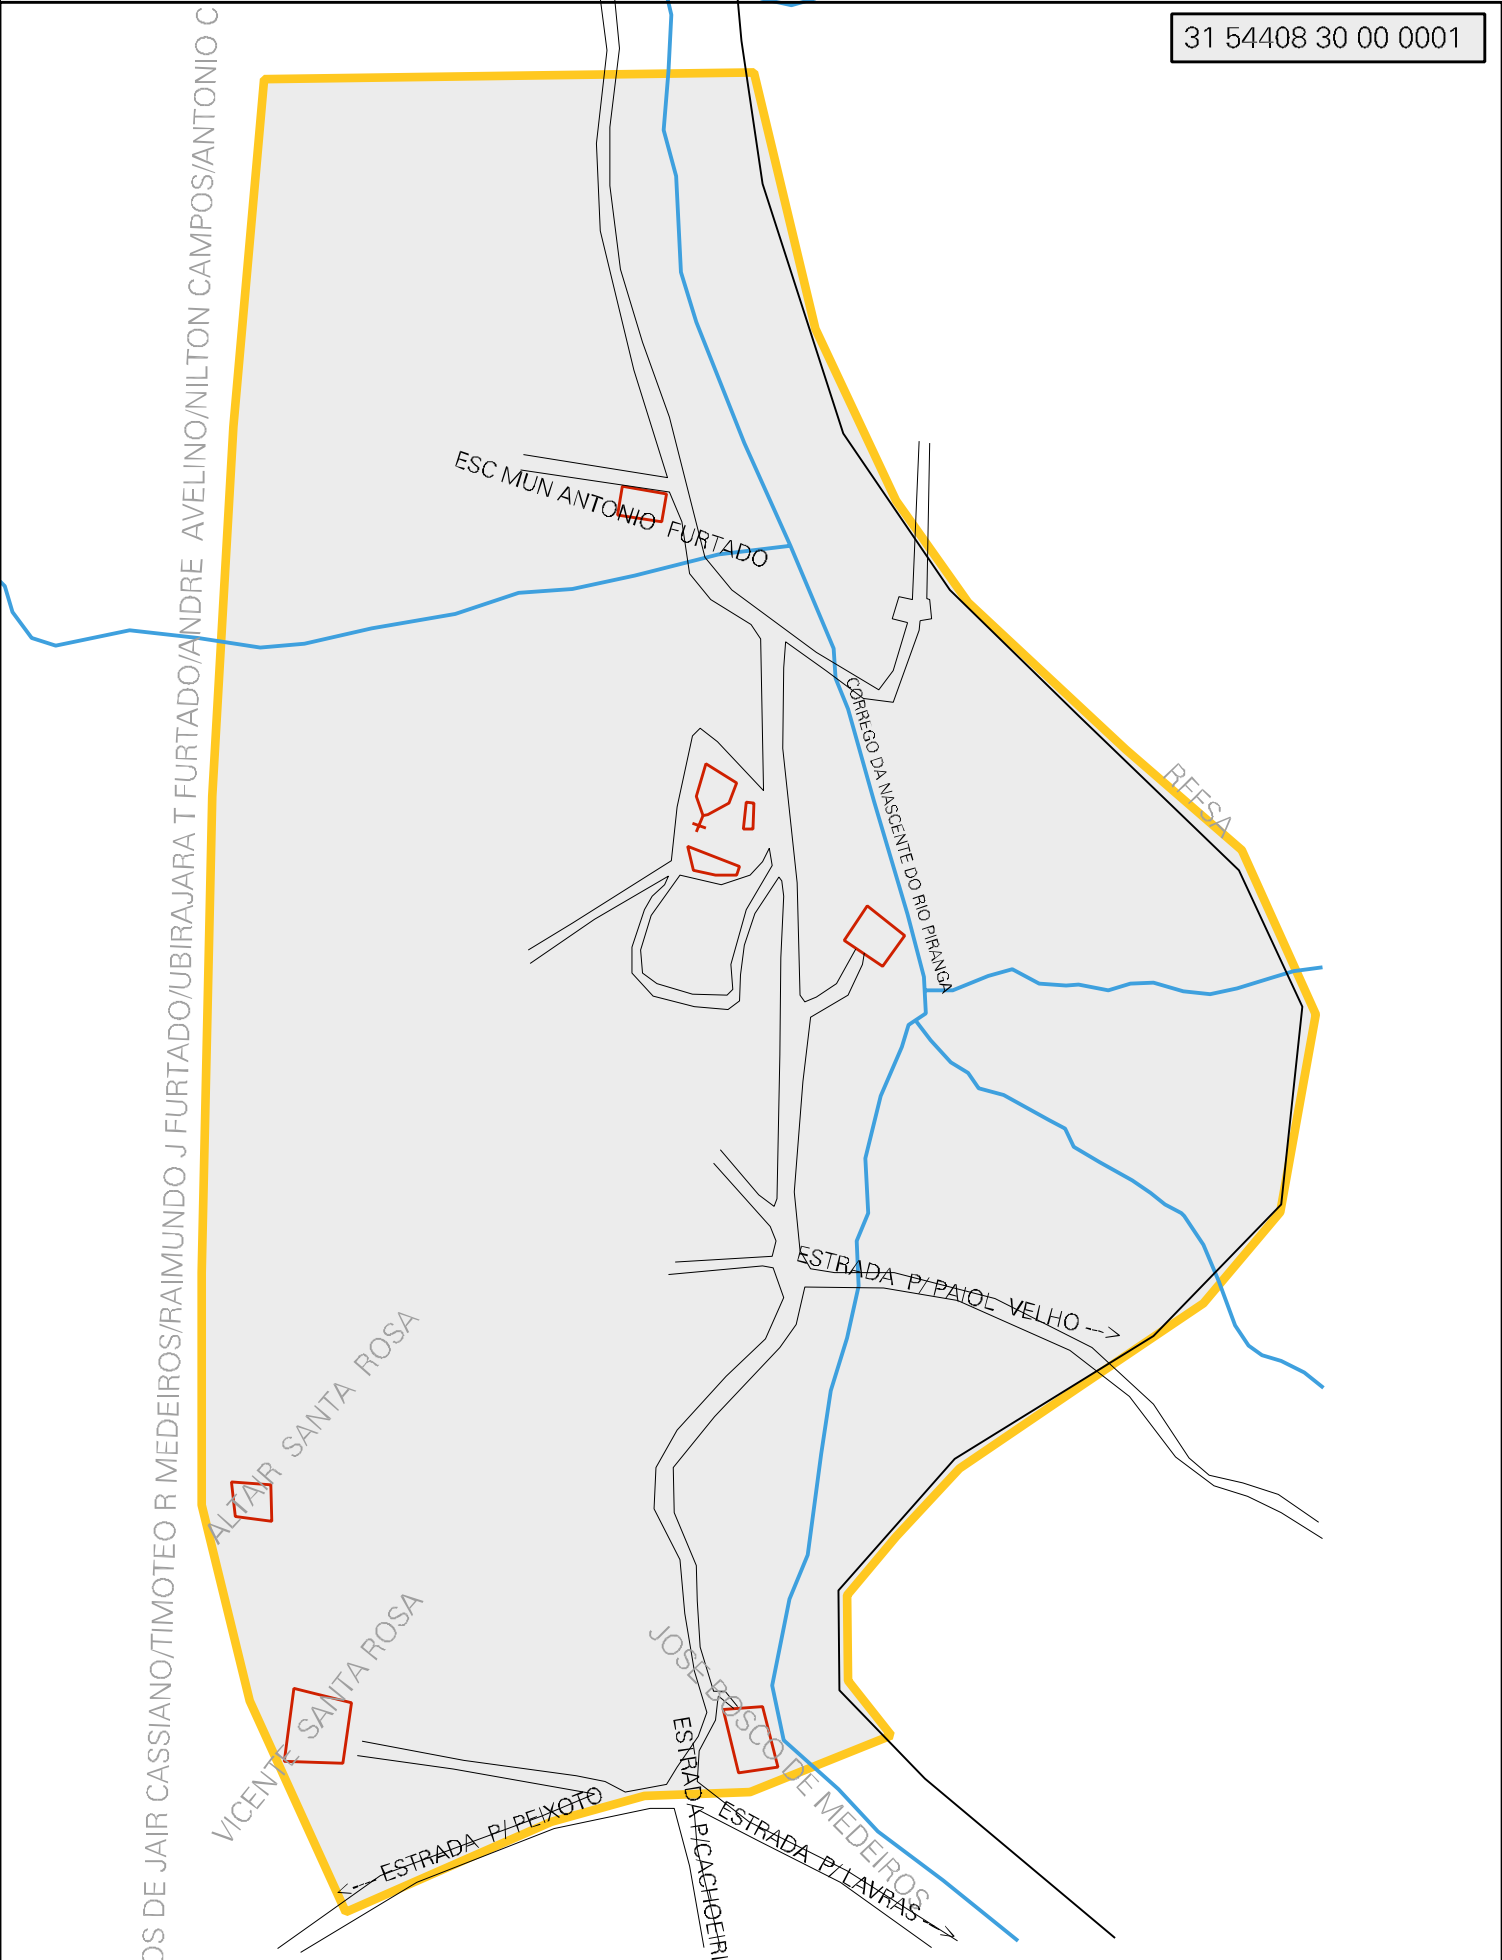 31 54408 30 00 0001
OS DE JAIR CASSIANO/TIMOTEO R MEDEIROS/RAIMUNDO J FURTADO/UBIRAJARA T FURTADO/ANDRE AVELINO/NILTON CAMPOS/ANTONIO C
ESC MUN ANTONIO FURTADO
CORREGO DA NASCENTE DO RIO PIRANGA
RFFSA
ESTRADA P/ PAIOL VELHO --->
ALTAIR SANTA ROSA
VICENTE SANTA ROSA
JOSE BOSCO DE MEDEIROS
<--- ESTRADA P/ PEIXOTO
ESTRADA P/CACHOEIRI
ESTRADA P/LAVRAS --->